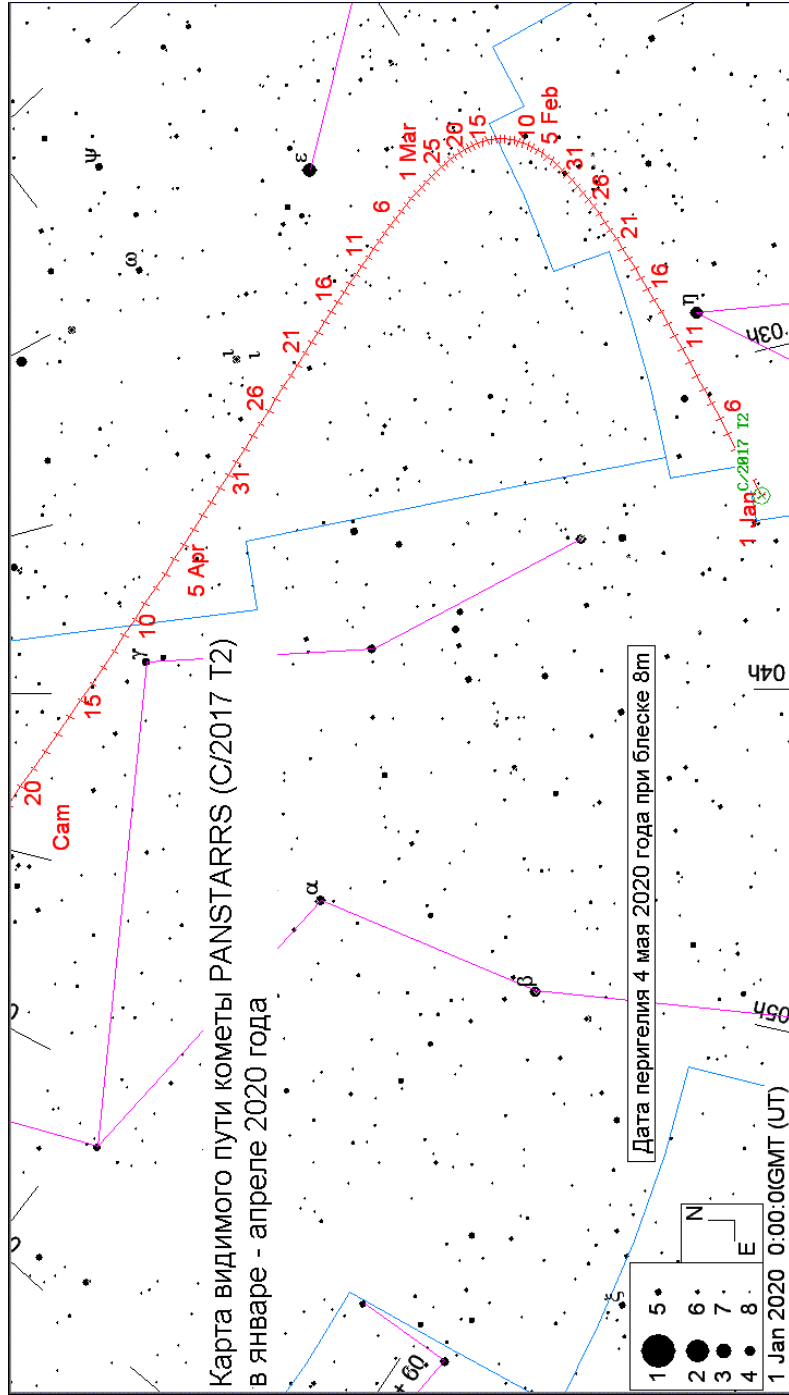 Карта видимого пути кометы PANSTARRS (C/2017 T2)
в январе - апреле 2020 года
Дата перигелия 4 мая 2020 года при блеске 8m
1 Jan
C/2017 T2
6
11
16
21
26
31
5 Feb
10
15
20
25
1 Mar
6
11
16
21
26
31
5 Apr
10
15
20
Cam
ψ
ω
ε
ι
ι
η
γ
α
β
ξ
03h
04h
05h
+60
N
E
1 5
2 6
3 7
4 8
1 Jan 2020 0:00:0(GMT (UT)